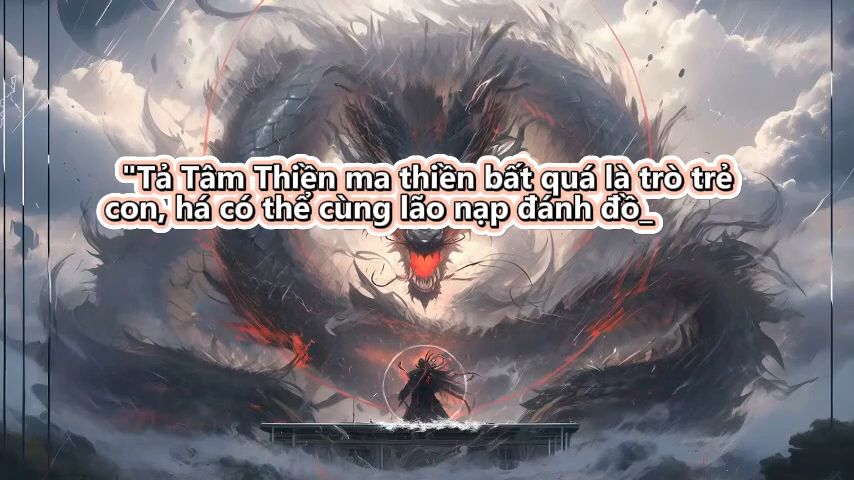 "Tả Tâm Thiền ma thiền bất quá là trò trẻ
con, há có thể cùng lão nạp đánh đồ_